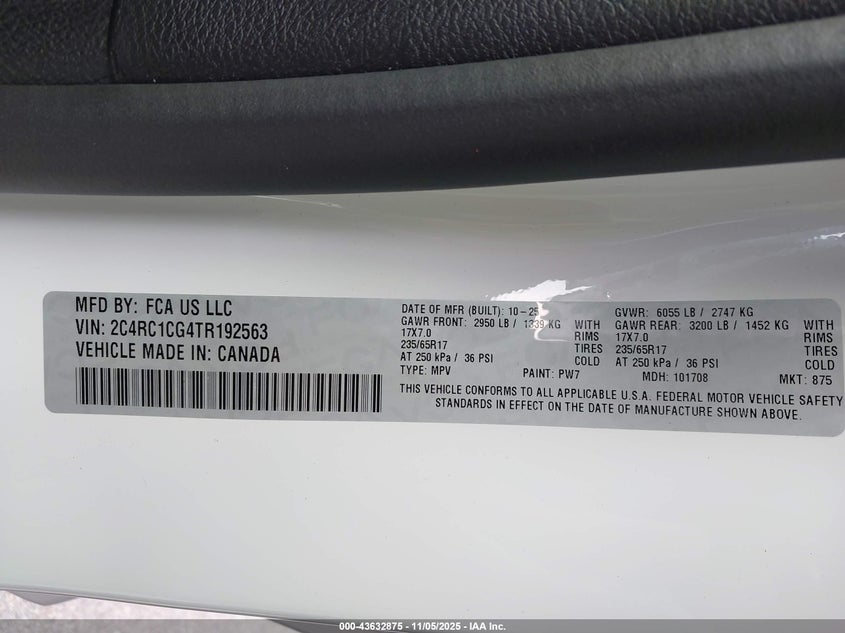 MFD BY: FCA US LLC
VIN: 2C4RC1CG4TR192563
VEHICLE MADE IN: CANADA
DATE OF MFR (BUILT): 10-25
GAWR FRONT: 2950 LB / 1339 KG WITH
17X7.0 RIMS
235/65R17 TIRES
AT 250 kPa / 36 PSI COLD
TYPE: MPV PAINT: PW7
GVWR: 6055 LB / 2747 KG
GAWR REAR: 3200 LB / 1452 KG WITH
17X7.0 RIMS
235/65R17 TIRES
AT 250 kPa / 36 PSI COLD
MDH: 101708 MKT: 875
THIS VEHICLE CONFORMS TO ALL APPLICABLE U.S.A. FEDERAL MOTOR VEHICLE SAFETY
STANDARDS IN EFFECT ON THE DATE OF MANUFACTURE SHOWN ABOVE.
000-43632875 - 11/05/2025 - IAA Inc.